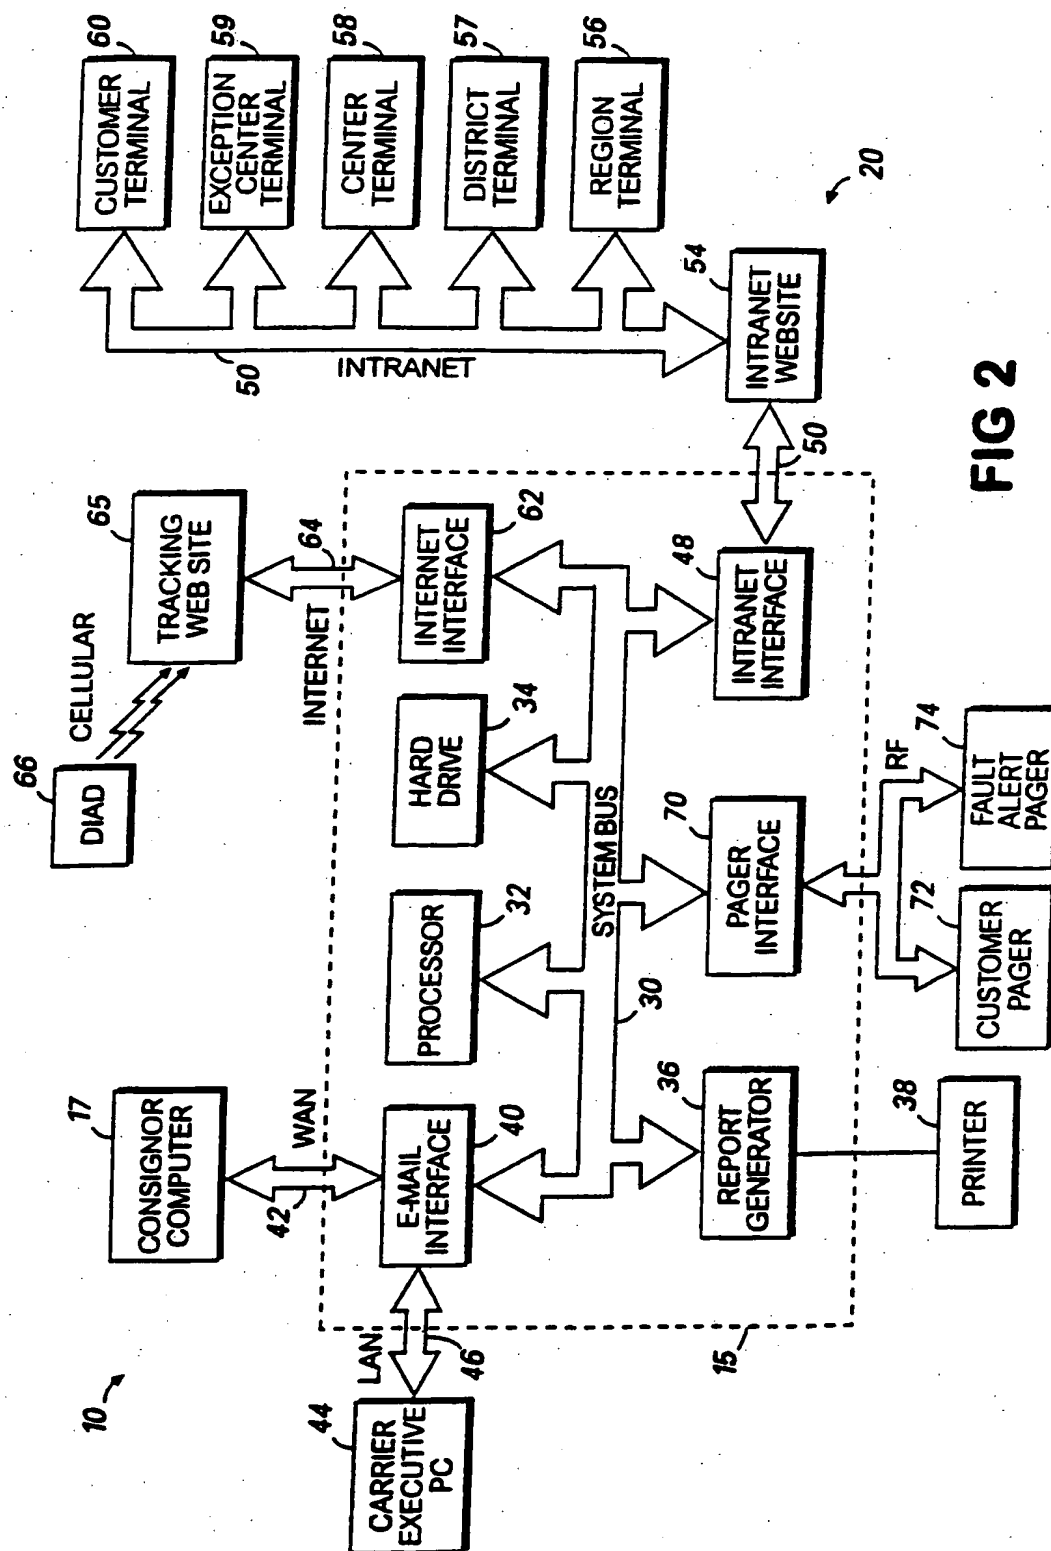 10
CARRIER
EXECUTIVE
PC
44
LAN
46
CONSIGNOR
COMPUTER
17
WAN
42
E-MAIL
INTERFACE
40
PROCESSOR
32
HARD
DRIVE
34
INTERNET
INTERFACE
62
INTERNET
64
TRACKING
WEB SITE
65
CELLULAR
DIAD
66
SYSTEM BUS
30
REPORT
GENERATOR
36
PAGER
INTERFACE
70
INTRANET
INTERFACE
48
15
PRINTER
38
CUSTOMER
PAGER
72
FAULT
ALERT
PAGER
74
RF
50
INTRANET
WEBSITE
54
50
INTRANET
CUSTOMER
TERMINAL
60
EXCEPTION
CENTER
TERMINAL
59
CENTER
TERMINAL
58
DISTRICT
TERMINAL
57
REGION
TERMINAL
56
20
FIG 2